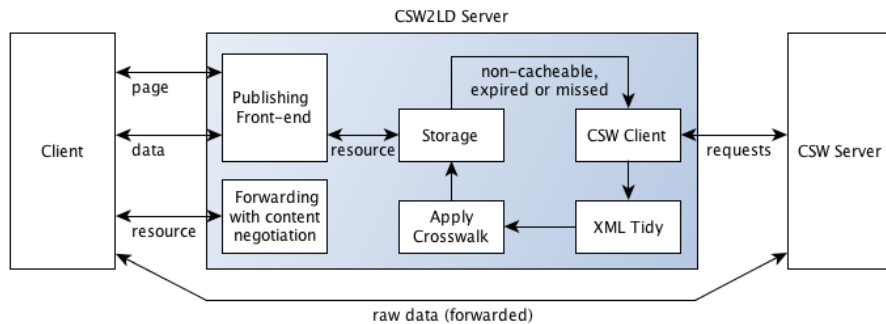 CSW2LD Server
Client
page
data
resource
Publishing
Front-end
Forwarding
with content
negotiation
resource
Storage
non-cacheable,
expired or missed
CSW Client
Apply
Crosswalk
XML Tidy
requests
CSW Server
raw data (forwarded)